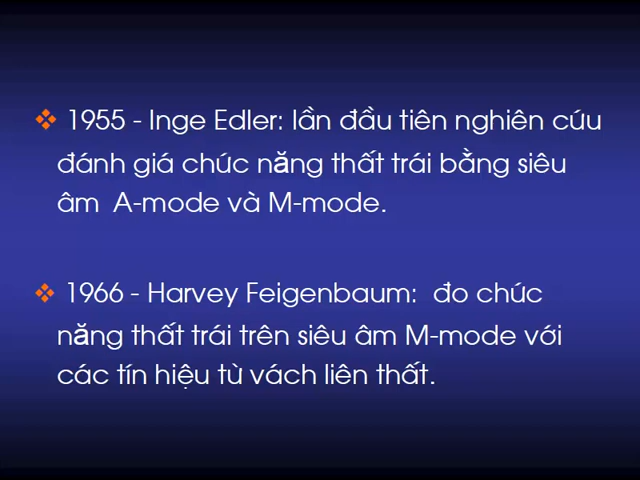 ❖ 1955 - Inge Edler: lần đầu tiên nghiên cứu
đánh giá chức năng thất trái bằng siêu
âm A-mode và M-mode.
❖ 1966 - Harvey Feigenbaum: đo chức
năng thất trái trên siêu âm M-mode với
các tín hiệu từ vách liên thất.